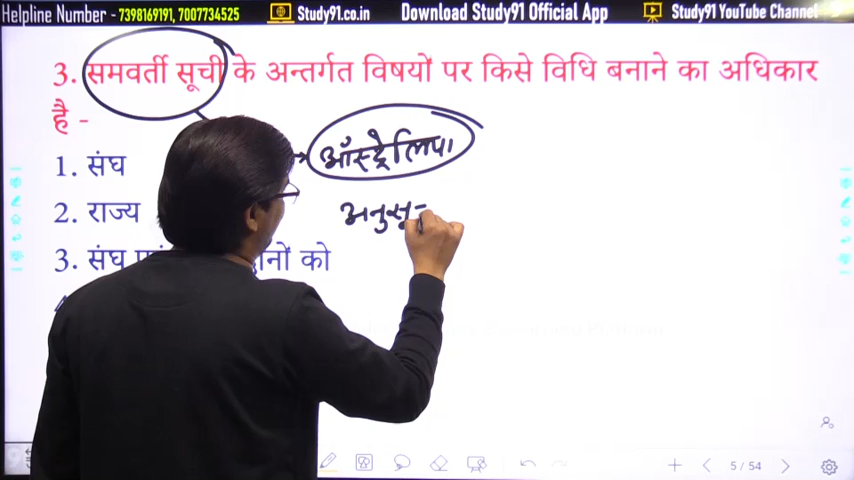 Helpline Number - 7398169191, 7007734525 Study91.co.in Download Study91 Official App Study91 YouTube Channel
3. समवर्ती सूची के अन्तर्गत विषयों पर किसे विधि बनाने का अधिकार
है -
ऑस्ट्रेलिया
1. संघ
2. राज्य
अनुसू
3. संघ को
5 / 54